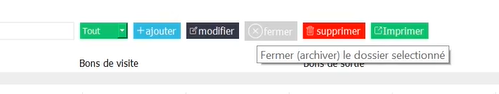 Tout ajouter modifier fermer supprimer Imprimer
Fermer (archiver) le dossier selectionné
Bons de visite Bons de sortie